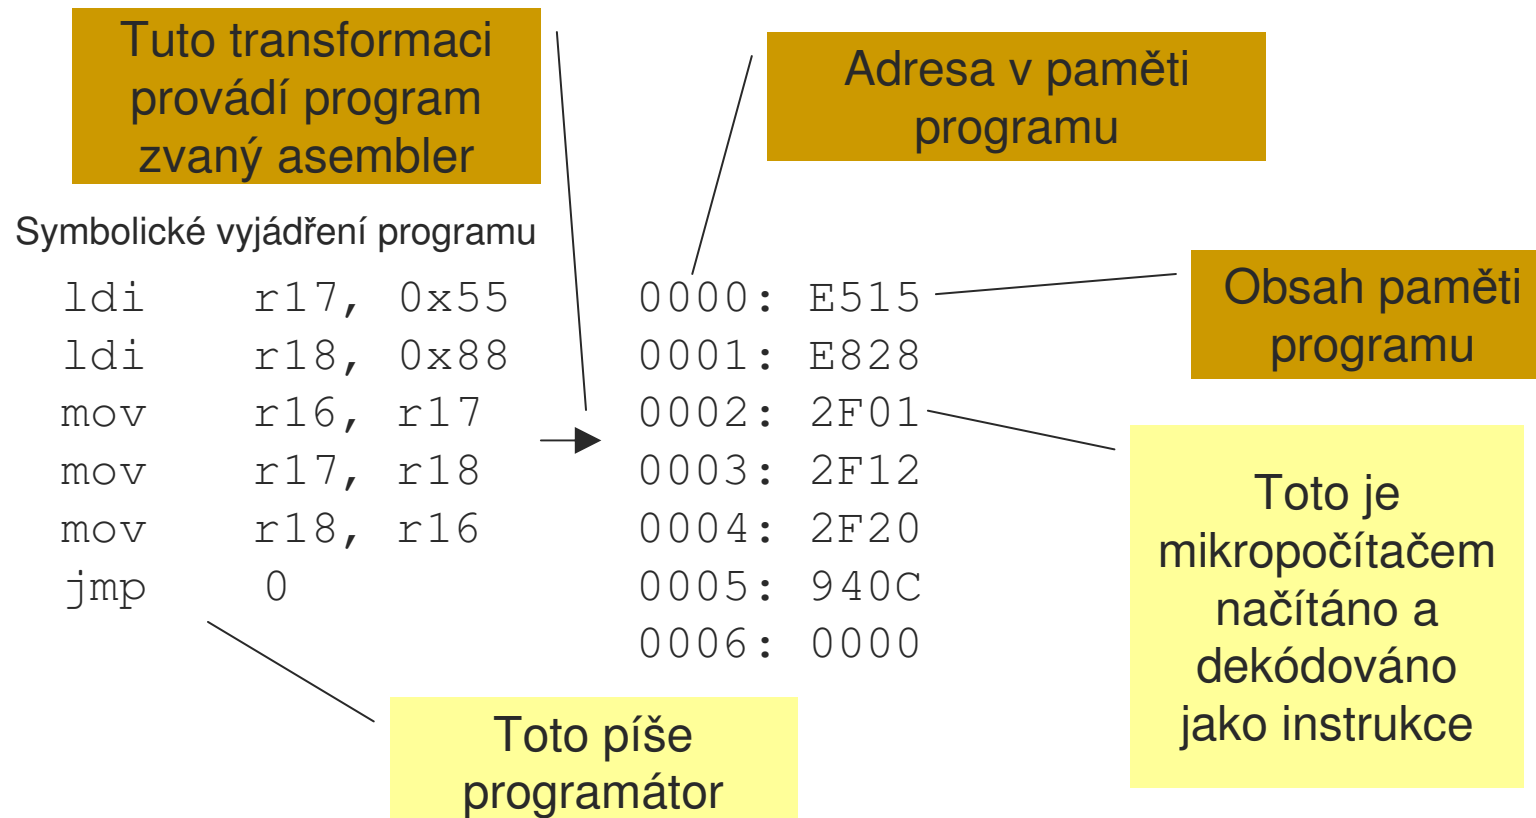 Tuto transformaci
provádí program
zvaný asembler
Adresa v paměti
programu
Symbolické vyjádření programu
ldi r17, 0x55
ldi r18, 0x88
mov r16, r17
mov r17, r18
mov r18, r16
jmp 0
0000: E515
0001: E828
0002: 2F01
0003: 2F12
0004: 2F20
0005: 940C
0006: 0000
Obsah paměti
programu
Toto je
mikropočítačem
načítáno a
dekódováno
jako instrukce
Toto píše
programátor